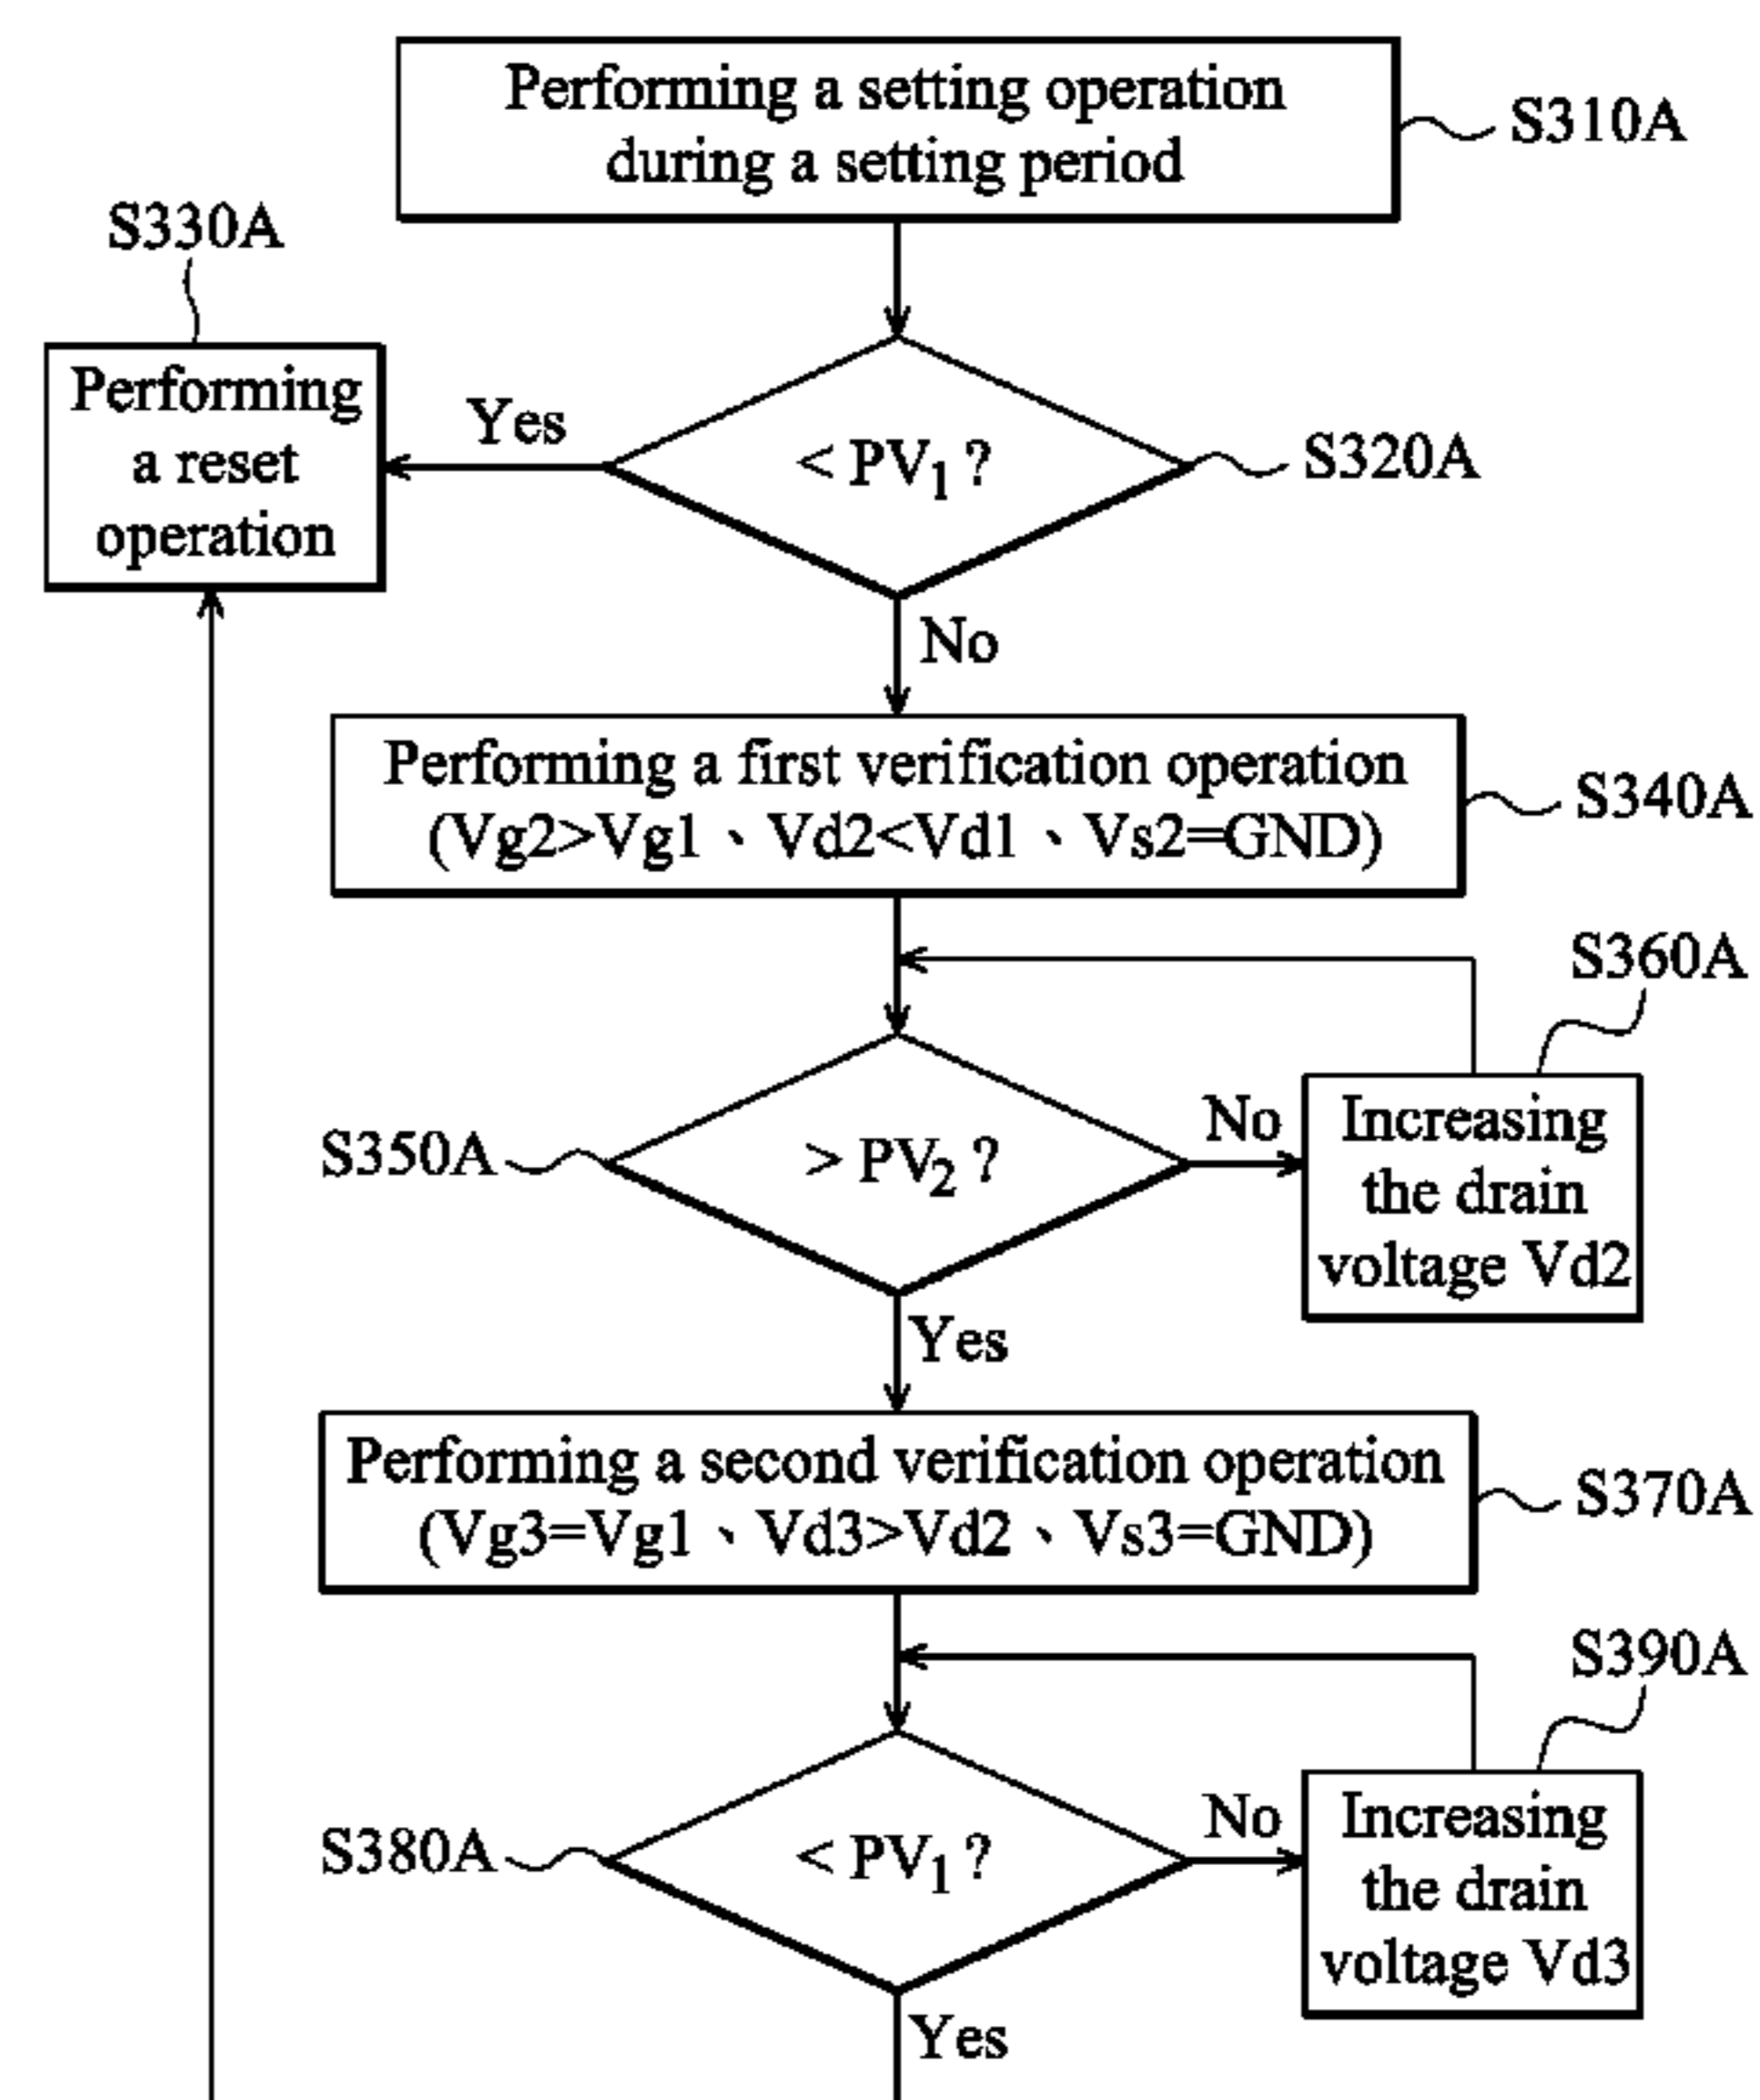 Performing a setting operation
during a setting period
S310A
S330A
Performing
a reset
operation
Yes
< PV₁ ?
S320A
No
Performing a first verification operation
(Vg2>Vg1、Vd2<Vd1、Vs2=GND)
S340A
S360A
S350A
> PV₂ ?
No
Increasing
the drain
voltage Vd2
Yes
Performing a second verification operation
(Vg3=Vg1、Vd3>Vd2、Vs3=GND)
S370A
S390A
S380A
< PV₁ ?
No
Increasing
the drain
voltage Vd3
Yes